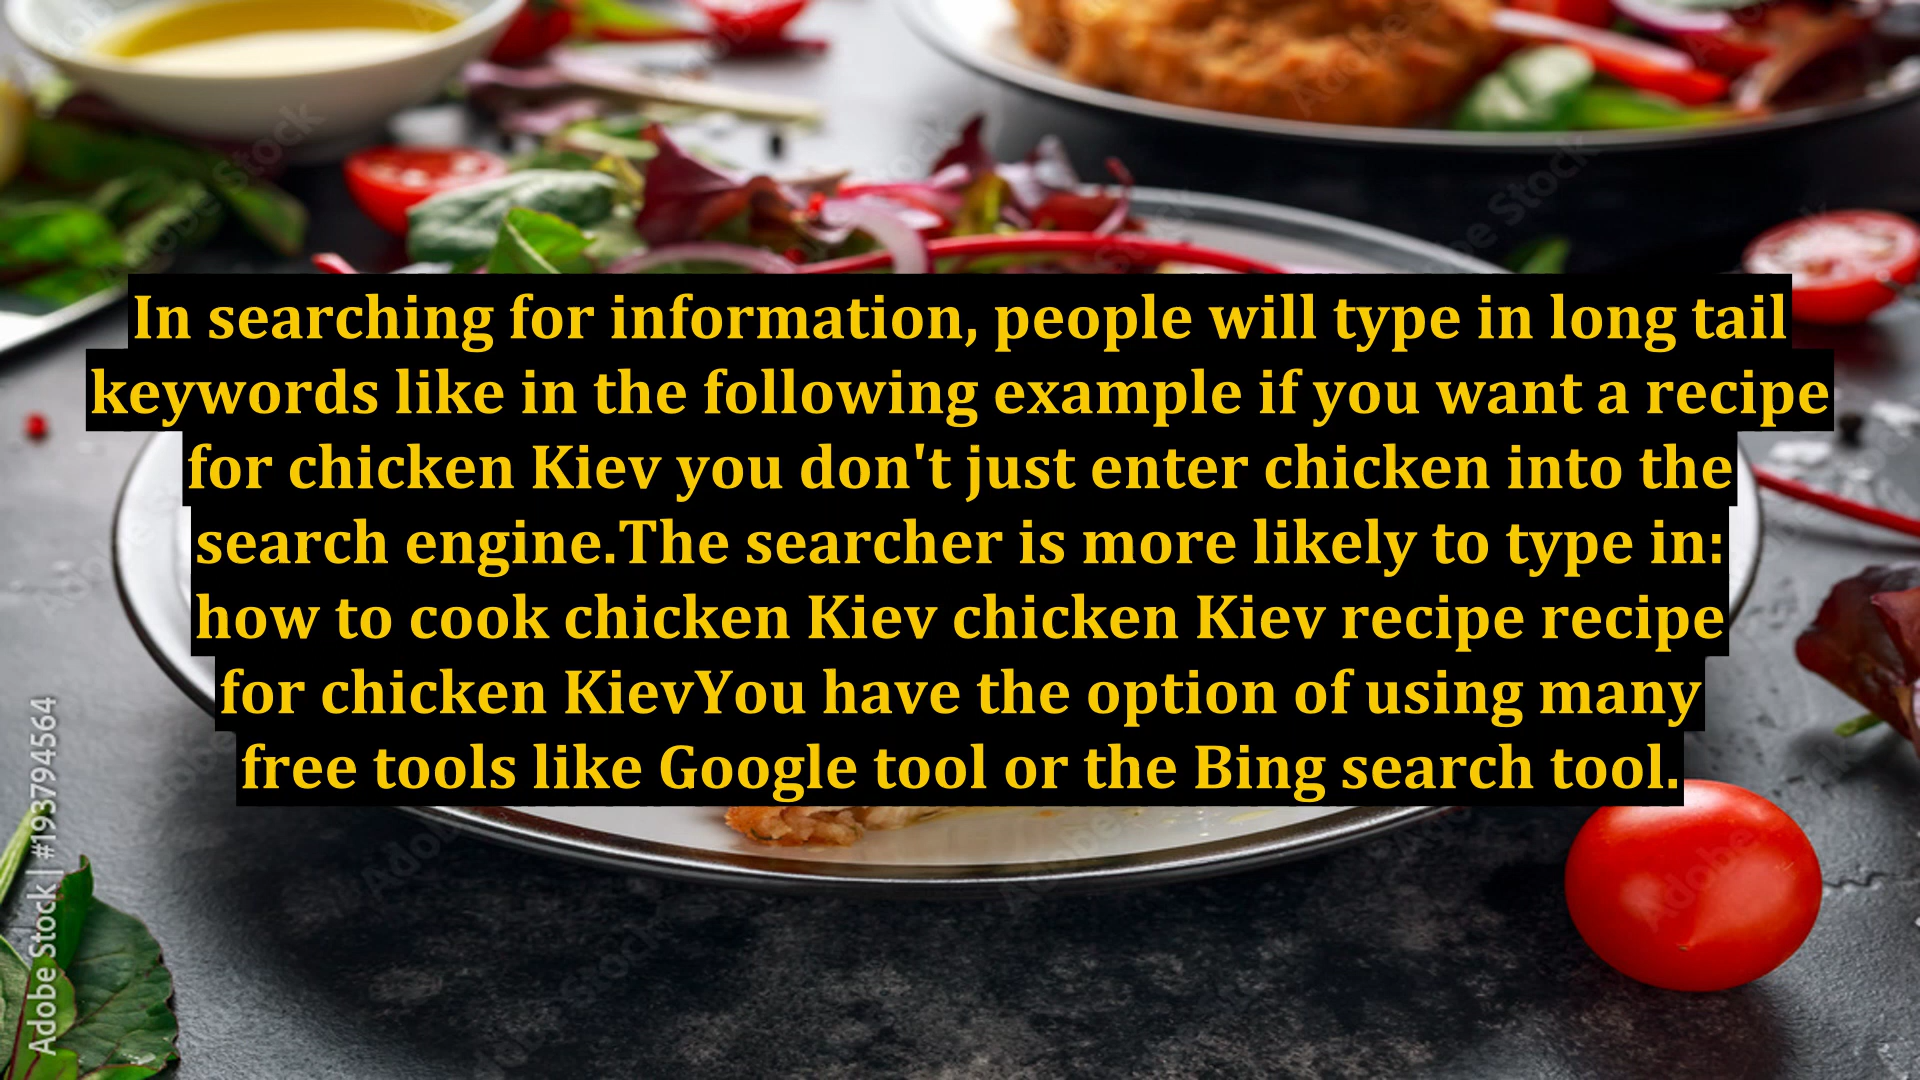 In searching for information, people will type in long tail
keywords like in the following example if you want a recipe
for chicken Kiev you don't just enter chicken into the
search engine.The searcher is more likely to type in:
how to cook chicken Kiev chicken Kiev recipe recipe
for chicken KievYou have the option of using many
free tools like Google tool or the Bing search tool.
Adobe Stock | #193794564